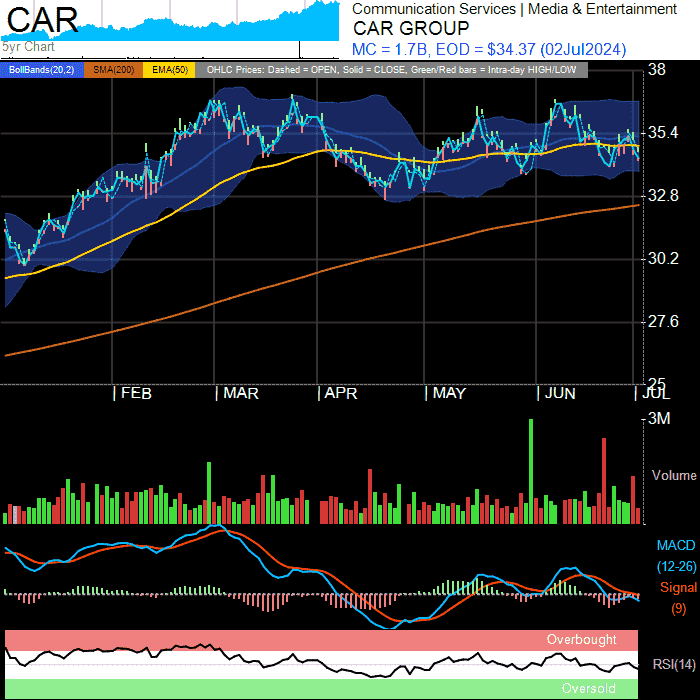 CAR
5yr Chart
Communication Services | Media & Entertainment
CAR GROUP
MC = 1.7B, EOD = $34.37 (02Jul2024)
BollBands(20,2) SMA(200) EMA(50) OHLC Prices: Dashed = OPEN, Solid = CLOSE, Green/Red bars = Intra-day HIGH/LOW
38
35.4
32.8
30.2
27.6
25
FEB MAR APR MAY JUN JUL
3M
Volume
MACD
(12-26)
Signal
(9)
Overbought
RSI(14)
Oversold